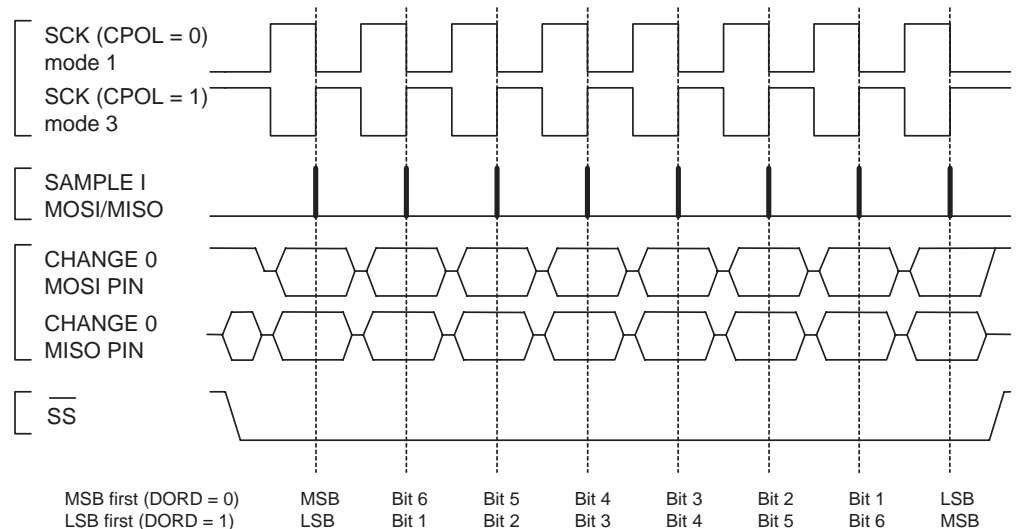 SCK (CPOL = 0)
mode 1
SCK (CPOL = 1)
mode 3
SAMPLE I
MOSI/MISO
CHANGE 0
MOSI PIN
CHANGE 0
MISO PIN
SS
MSB first (DORD = 0) MSB Bit 6 Bit 5 Bit 4 Bit 3 Bit 2 Bit 1 LSB
LSB first (DORD = 1) LSB Bit 1 Bit 2 Bit 3 Bit 4 Bit 5 Bit 6 MSB